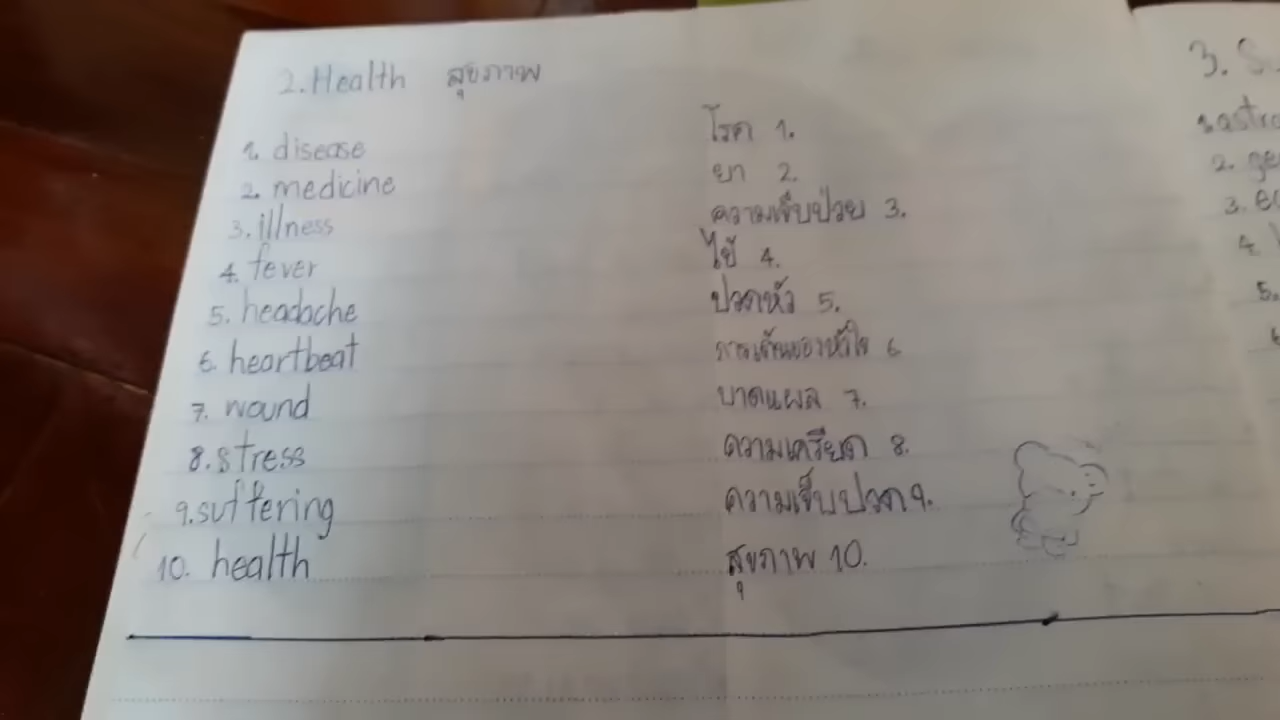 2. Health สุขภาพ
1. disease
2. medicine
3. illness
4. fever
5. headache
6. heartbeat
7. wound
8. stress
9. suffering
10. health
โรค 1.
ยา 2.
ความเจ็บป่วย 3.
ไข้ 4.
ปวดหัว 5.
การเต้นของหัวใจ 6
บาดแผล 7.
ความเครียด 8.
ความเจ็บปวด 9.
สุขภาพ 10.
3.
2.
3.
4
5.